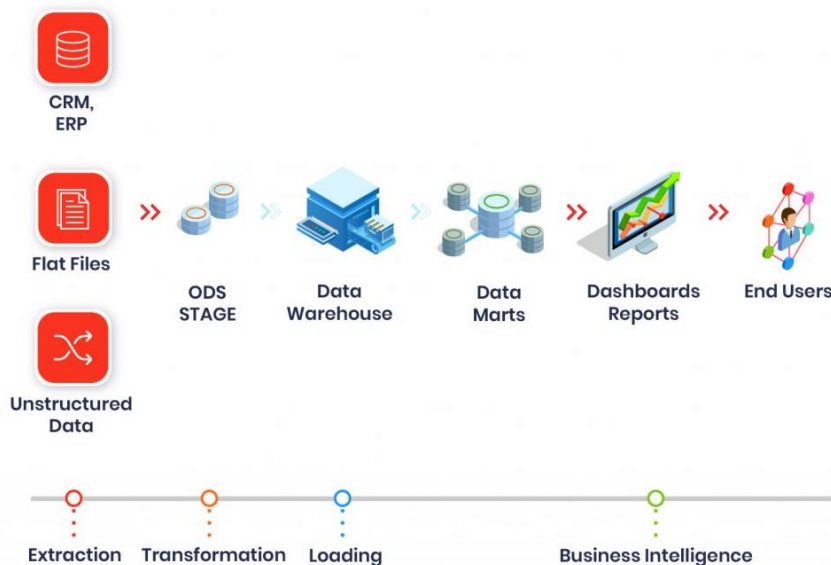 CRM,
ERP
Flat Files
Unstructured
Data
ODS
STAGE
Data
Warehouse
Data
Marts
Dashboards
Reports
End Users
Extraction
Transformation
Loading
Business Intelligence